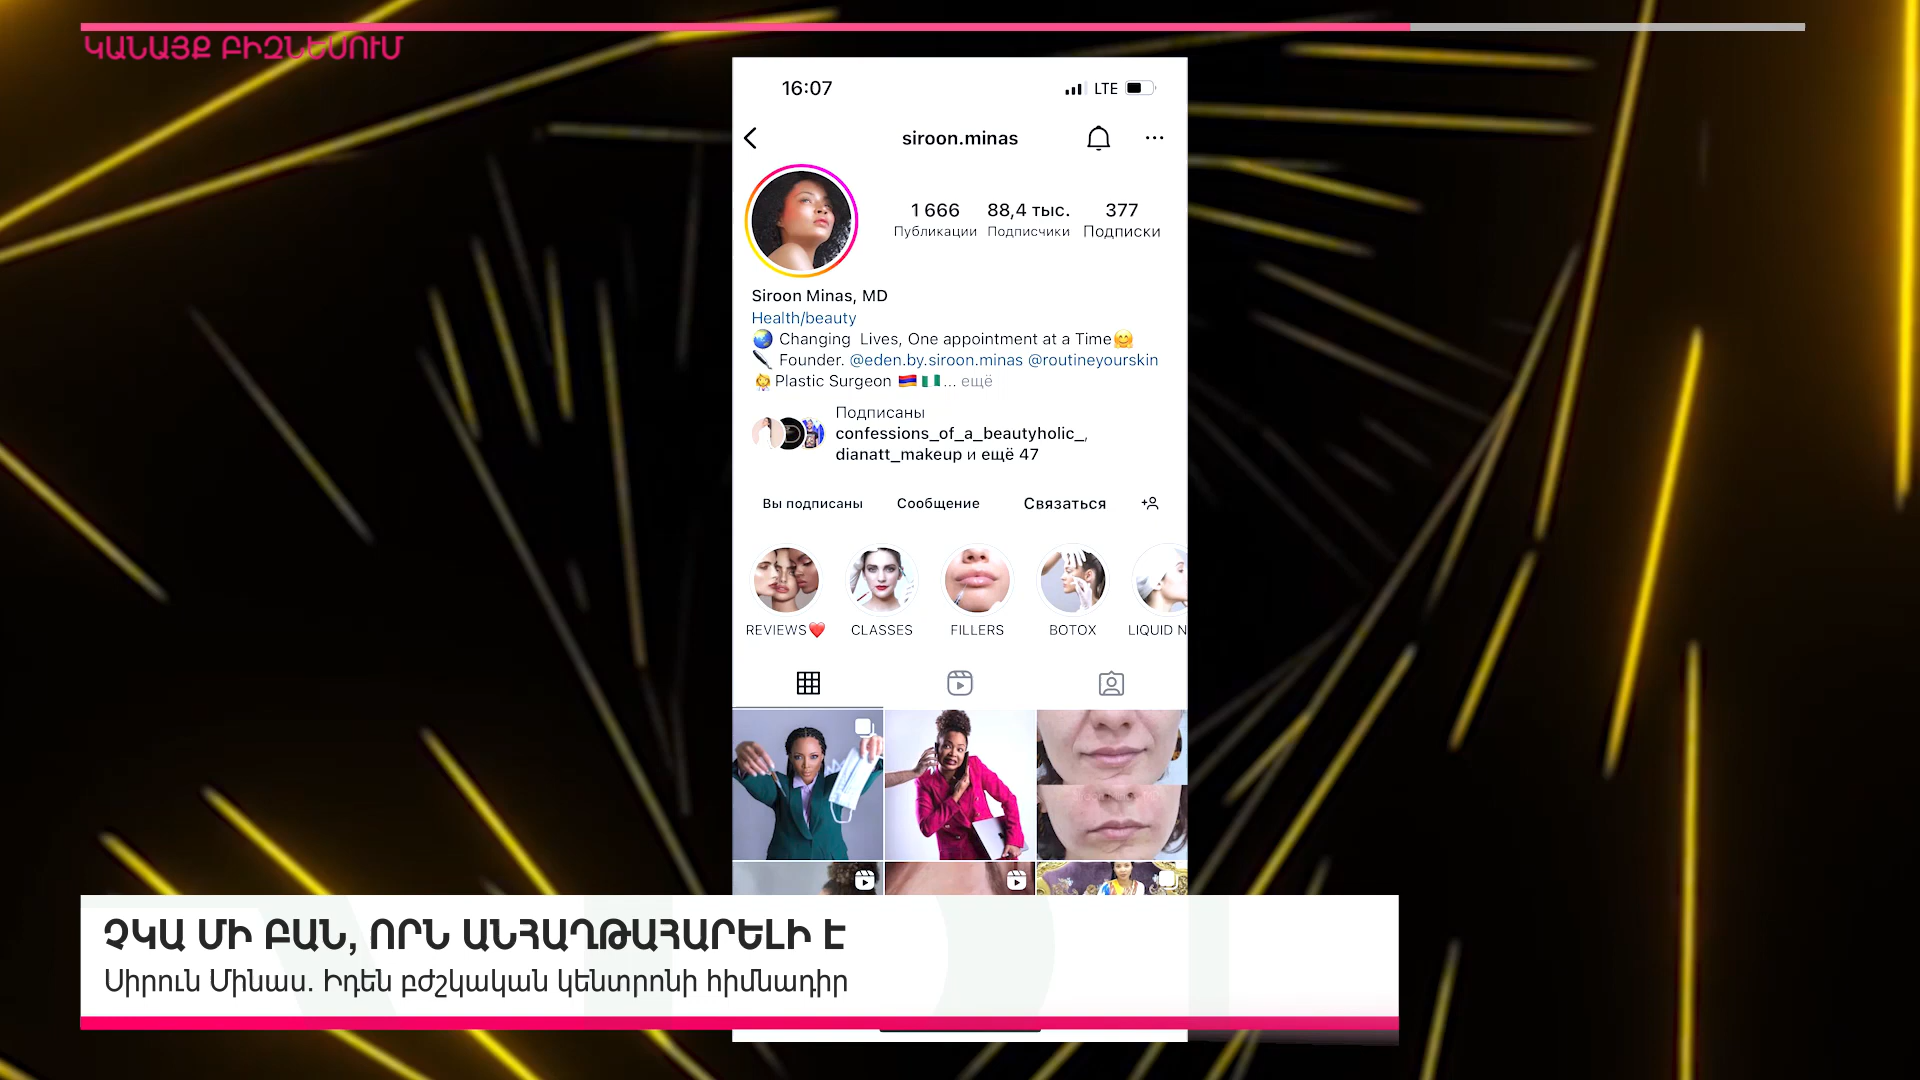 ԿԱՆԱՅՔ ԲԻԶՆԵՍՈՒՄ
16:07
LTE
siroon.minas
1 666
88,4 тыс.
377
Публикации
Подписчики
Подписки
Siroon Minas, MD
Health/beauty
🌏 Changing Lives, One appointment at a Time🤗
Founder. @eden.by.siroon.minas @routineyourskin
Plastic Surgeon 🇦🇲🇳🇬... ещё
Подписаны
confessions_of_a_beautyholic_,
dianatt_makeup и ещё 47
Вы подписаны
Сообщение
Связаться
REVIEWS❤️
CLASSES
FILLERS
BOTOX
LIQUID N
ՉԿԱ ՄԻ ԲԱՆ, ՈՐՆ ԱՆՀԱՂԹԱՀԱՐԵԼԻ Է
Սիրուն Մինաս. Իդեն բժշկական կենտրոնի հիմնադիր